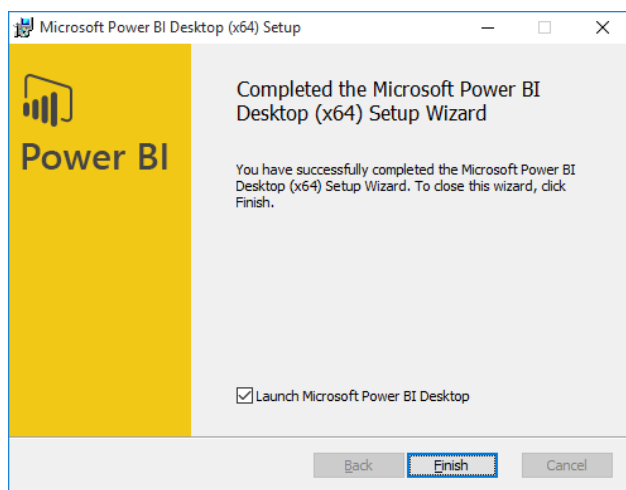 Microsoft Power BI Desktop (x64) Setup
Power BI
Completed the Microsoft Power BI
Desktop (x64) Setup Wizard
You have successfully completed the Microsoft Power BI
Desktop (x64) Setup Wizard. To close this wizard, click
Finish.
Launch Microsoft Power BI Desktop
Back
Finish
Cancel